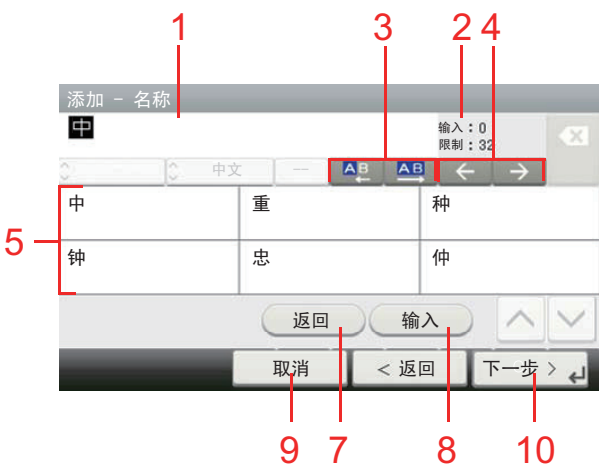 1 3 2 4
添加 - 名称
中 输入：0
限制：32
中文 -- AB AB ← →
5
中 重 种
钟 忠 仲
返回 输入
取消 < 返回 下一步 >
9 7 8 10